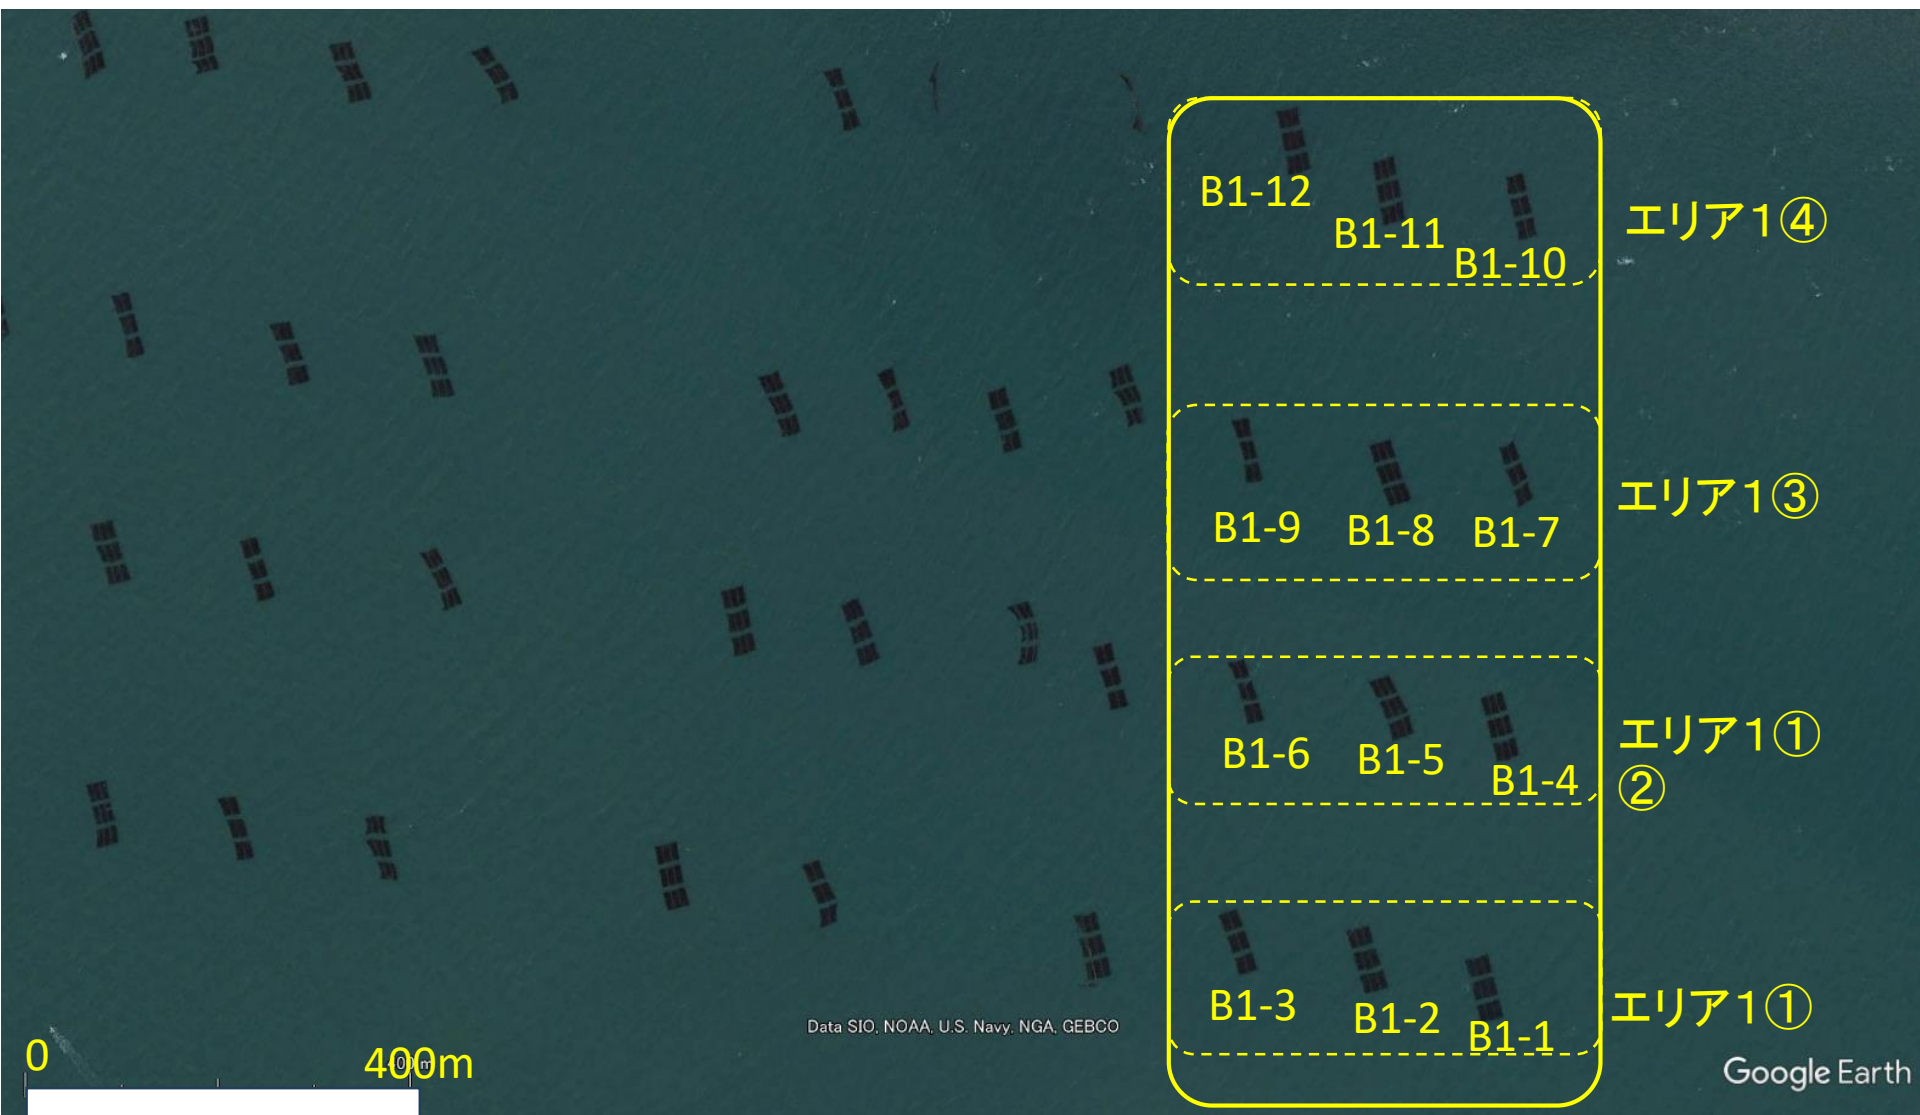 B1-12
B1-11
B1-10
エリア1④
B1-9
B1-8
B1-7
エリア1③
B1-6
B1-5
B1-4
エリア1①
②
B1-3
B1-2
B1-1
エリア1①
Data SIO, NOAA, U.S. Navy, NGA, GEBCO
0
400m
400 m
Google Earth